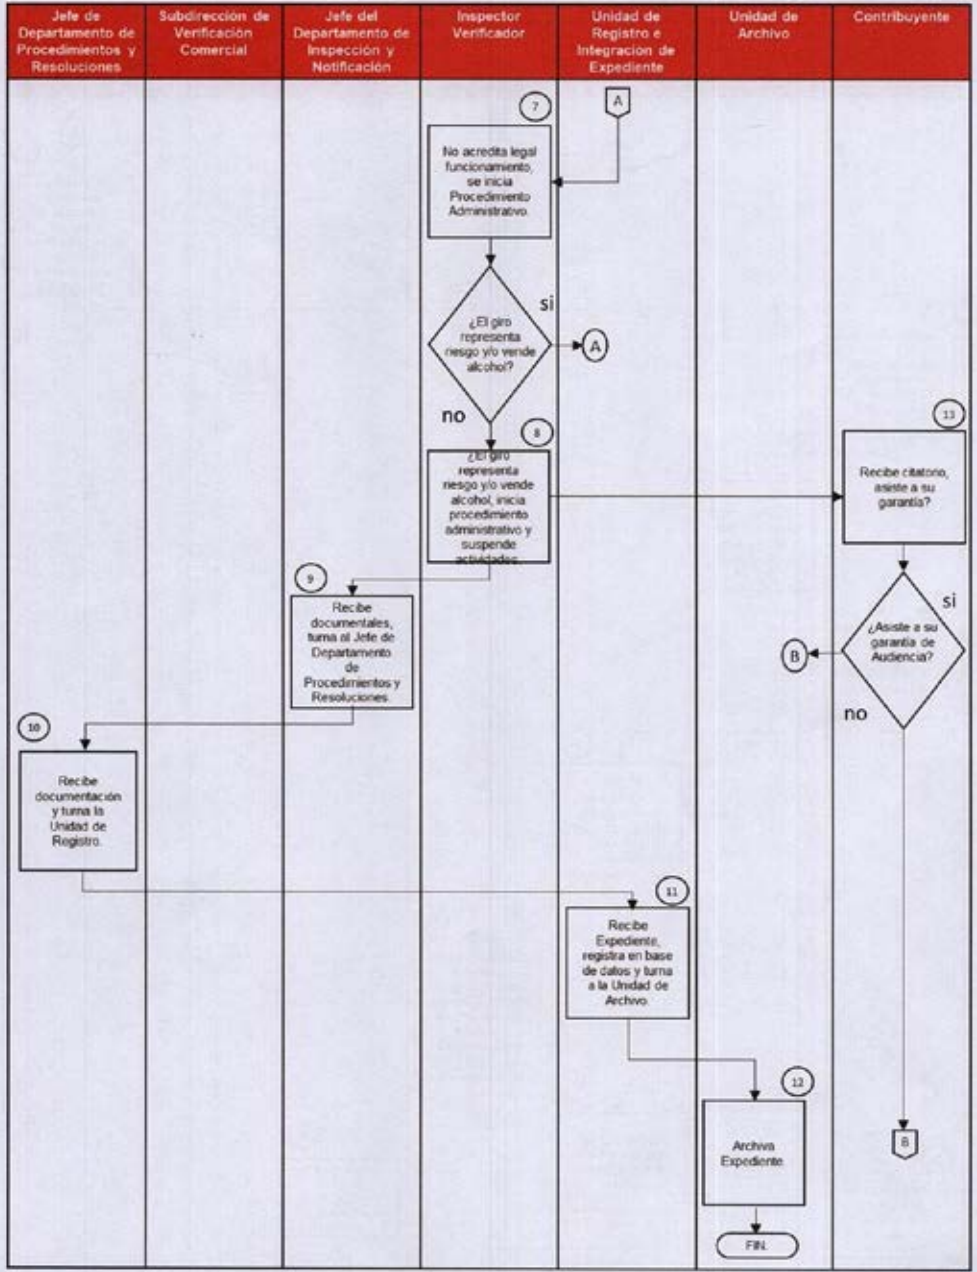 Jefe de
Departamento de
Procedimientos y
Resoluciones
Subdirección de
Verificación
Comercial
Jefe del
Departamento de
Inspección y
Notificación
Inspector
Verificador
Unidad de
Registro e
Integración de
Expediente
Unidad de
Archivo
Contribuyente
A
7
No acredita legal
funcionamiento,
se inicia
Procedimiento
Administrativo.
¿El giro
representa
riesgo y/o vende
alcohol?
si
A
no
8
¿El giro
representa
riesgo y/o vende
alcohol, inicia
procedimiento
administrativo y
suspende
actividades.
13
Recibe citatorio,
asiste a su
garantía?
9
Recibe
documentales,
turna al Jefe de
Departamento
de
Procedimientos y
Resoluciones.
¿Asiste a su
garantía de
Audiencia?
si
B
no
10
Recibe
documentación
y turna la
Unidad de
Registro.
11
Recibe
Expediente,
registra en base
de datos y turna
a la Unidad de
Archivo.
12
Archiva
Expediente.
B
FIN.